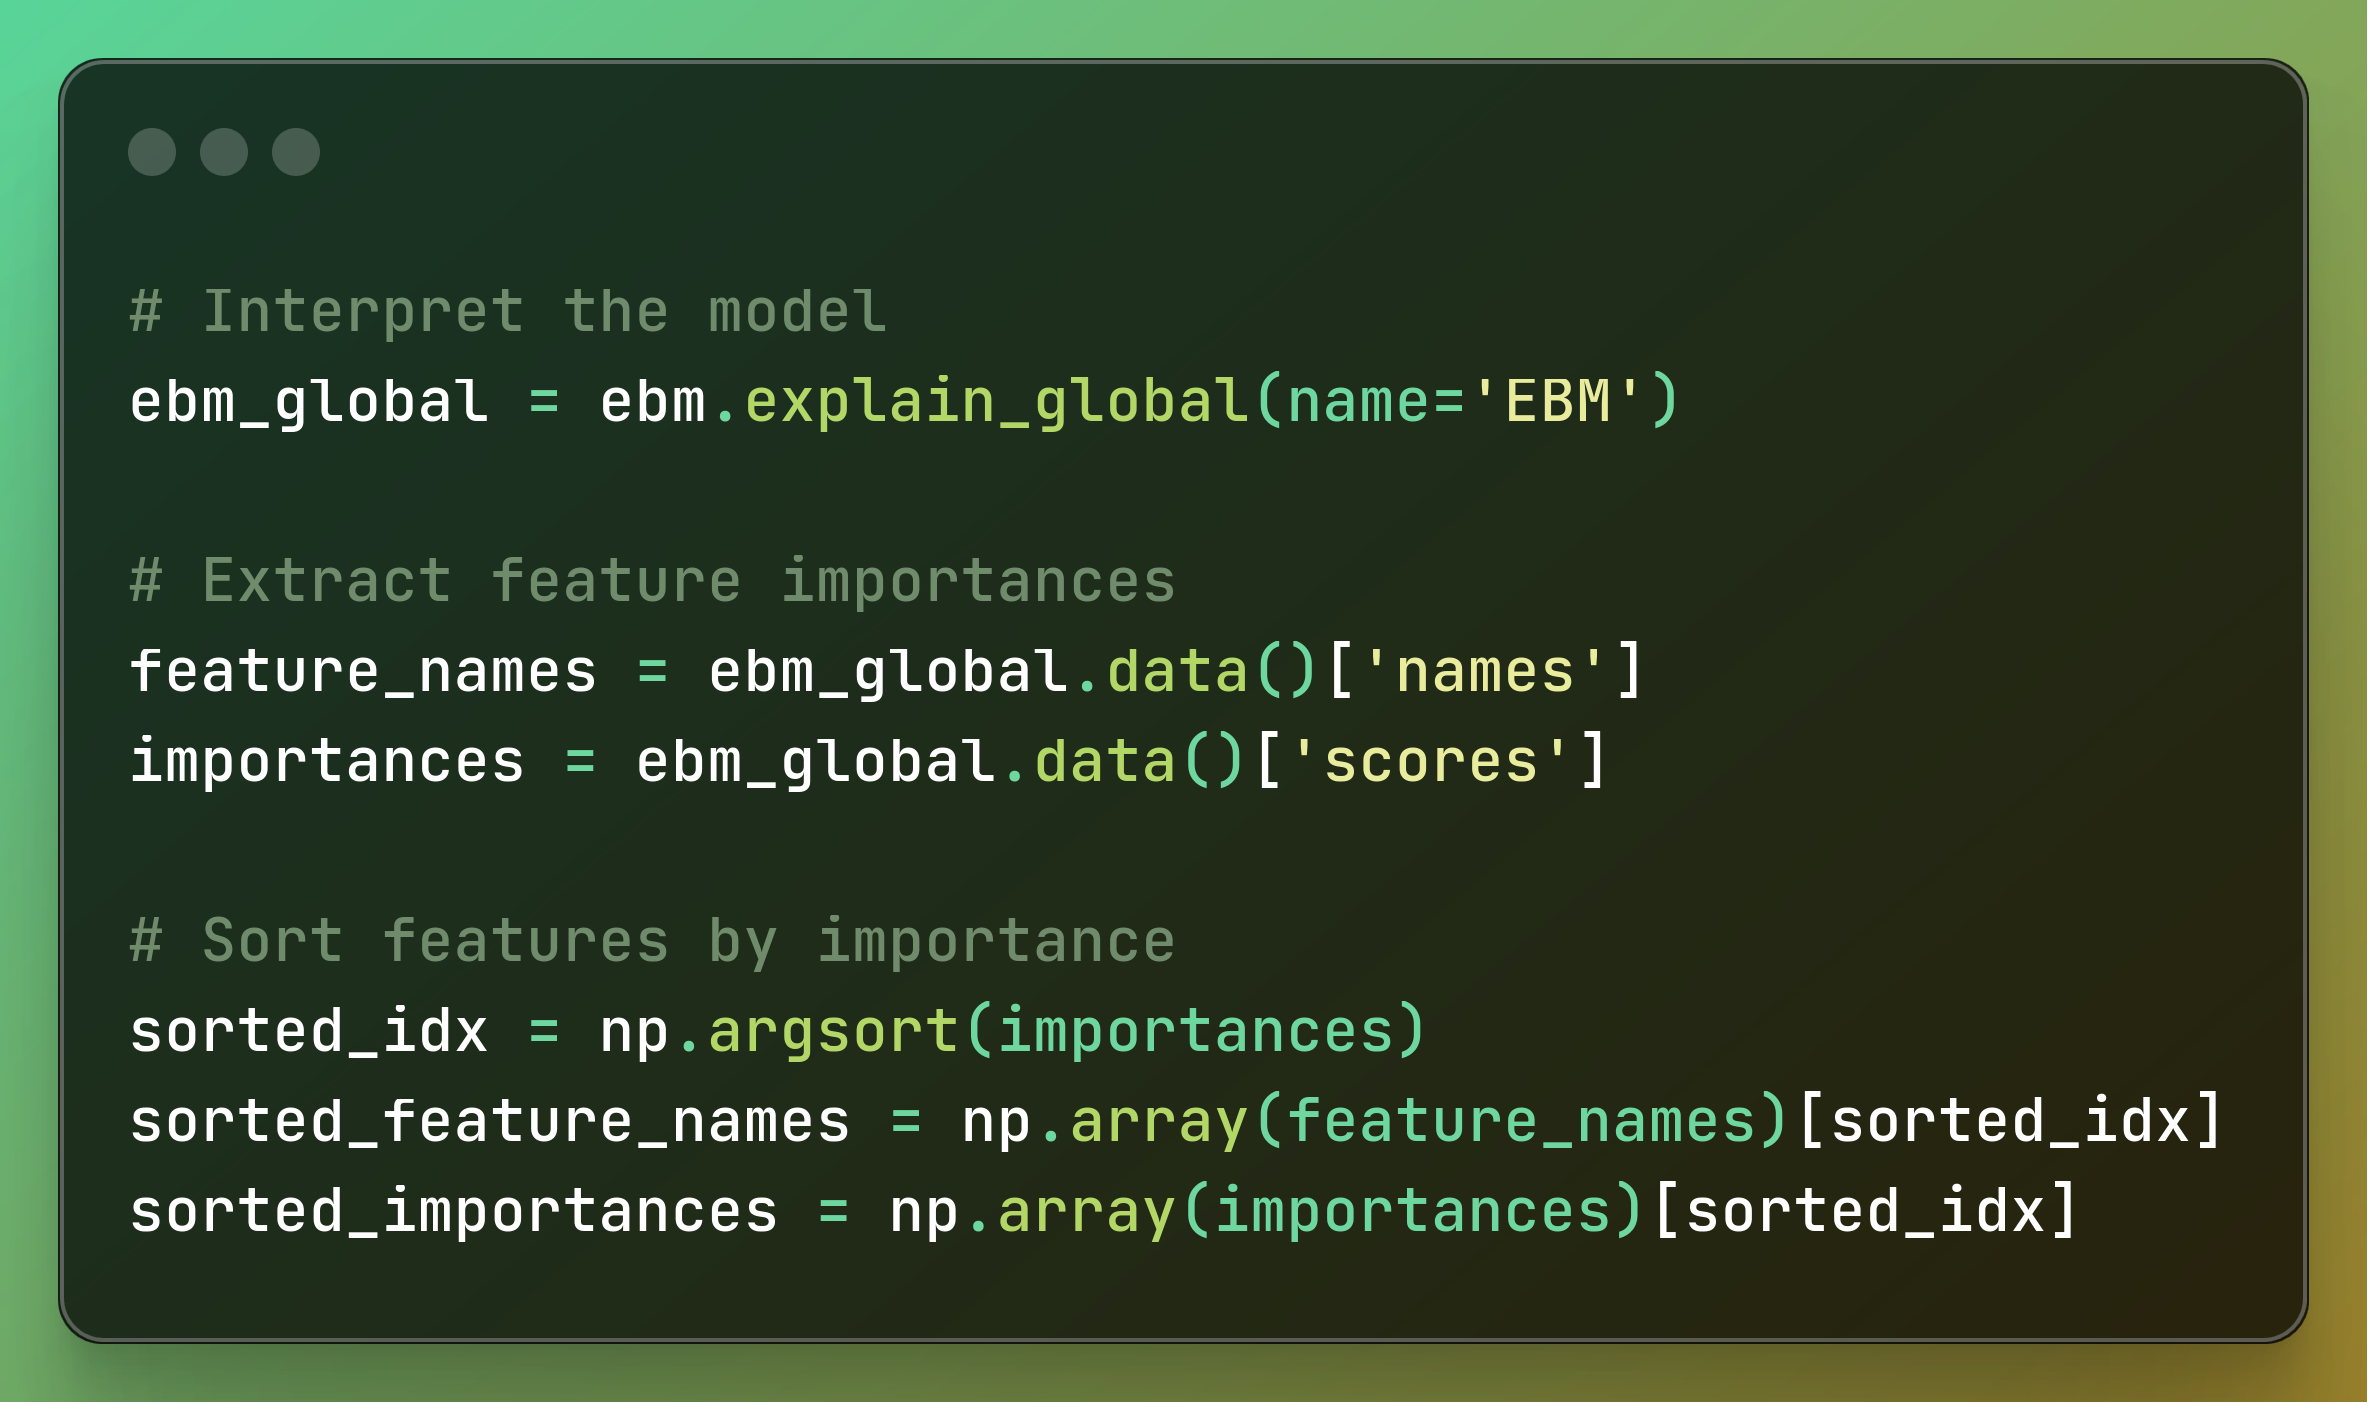 # Interpret the model
ebm_global = ebm.explain_global(name='EBM')
# Extract feature importances
feature_names = ebm_global.data()['names']
importances = ebm_global.data()['scores']
# Sort features by importance
sorted_idx = np.argsort(importances)
sorted_feature_names = np.array(feature_names)[sorted_idx]
sorted_importances = np.array(importances)[sorted_idx]